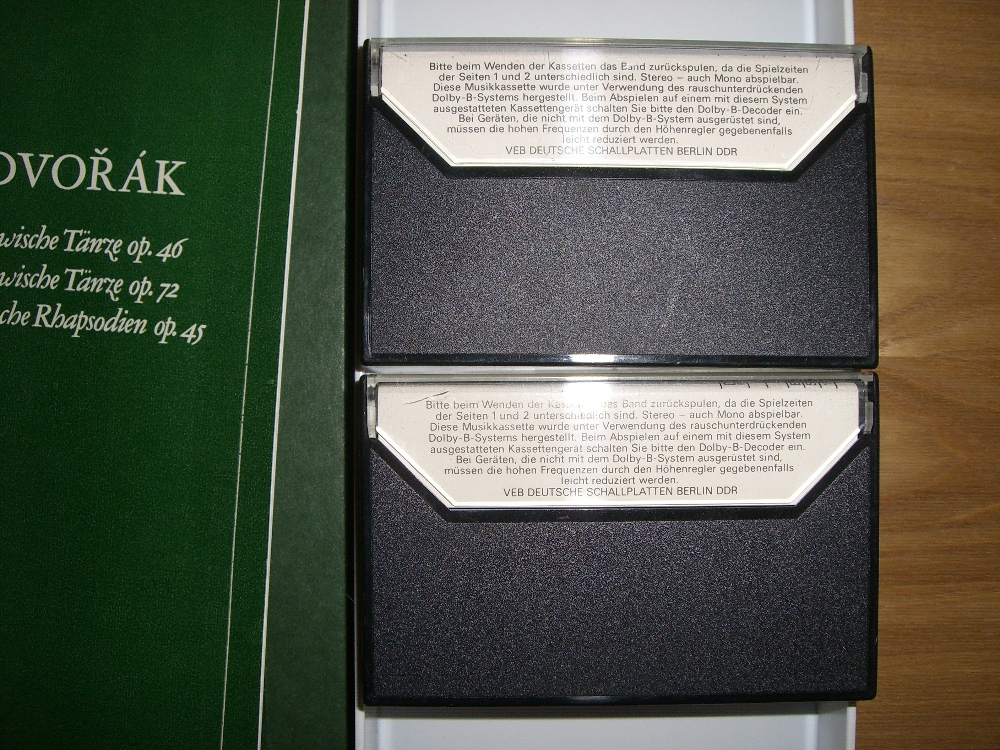 DVOŘÁK
wische Tänze op. 46
wische Tänze op. 72
che Rhapsodien op. 45
Bitte beim Wenden der Kassetten das Band zurückspulen, da die Spielzeiten
der Seiten 1 und 2 unterschiedlich sind. Stereo – auch Mono abspielbar.
Diese Musikkassette wurde unter Verwendung des rauschunterdrückenden
Dolby-B-Systems hergestellt. Beim Abspielen auf einem mit diesem System
ausgestatteten Kassettengerät schalten Sie bitte den Dolby-B-Decoder ein.
Bei Geräten, die nicht mit dem Dolby-B-System ausgerüstet sind,
müssen die hohen Frequenzen durch den Höhenregler gegebenenfalls
leicht reduziert werden.
VEB DEUTSCHE SCHALLPLATTEN BERLIN DDR
Bitte beim Wenden der Kassetten das Band zurückspulen, da die Spielzeiten
der Seiten 1 und 2 unterschiedlich sind. Stereo – auch Mono abspielbar.
Diese Musikkassette wurde unter Verwendung des rauschunterdrückenden
Dolby-B-Systems hergestellt. Beim Abspielen auf einem mit diesem System
ausgestatteten Kassettengerät schalten Sie bitte den Dolby-B-Decoder ein.
Bei Geräten, die nicht mit dem Dolby-B-System ausgerüstet sind,
müssen die hohen Frequenzen durch den Höhenregler gegebenenfalls
leicht reduziert werden.
VEB DEUTSCHE SCHALLPLATTEN BERLIN DDR